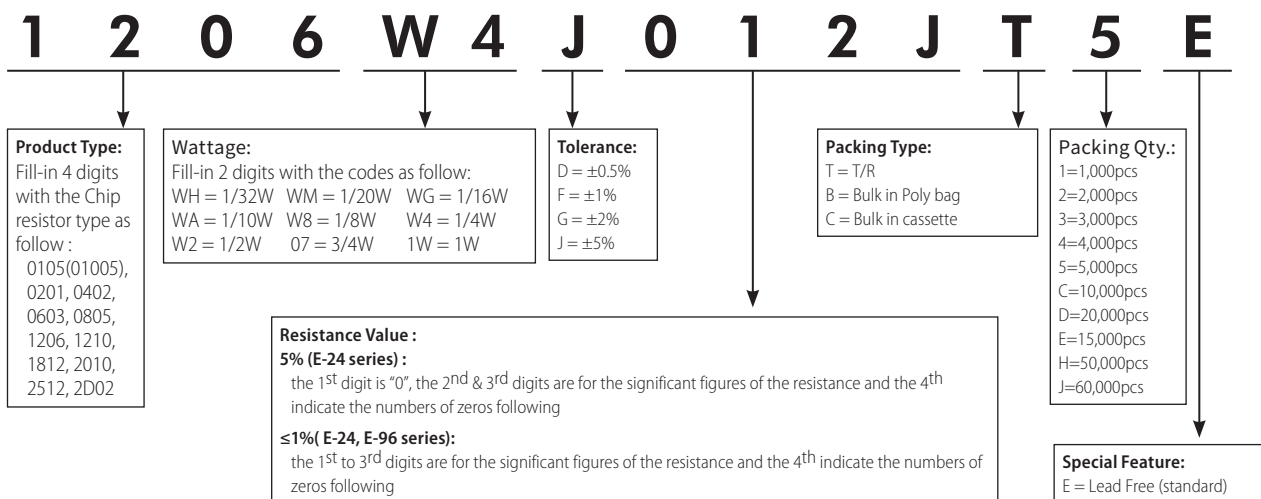 1 2 0 6 W 4 J 0 1 2 J T 5 E
Product Type:
Fill-in 4 digits
with the Chip
resistor type as
follow :
0105(01005),
0201, 0402,
0603, 0805,
1206, 1210,
1812, 2010,
2512, 2D02
Wattage:
Fill-in 2 digits with the codes as follow:
WH = 1/32W WM = 1/20W WG = 1/16W
WA = 1/10W W8 = 1/8W W4 = 1/4W
W2 = 1/2W 07 = 3/4W 1W = 1W
Tolerance:
D = ±0.5%
F = ±1%
G = ±2%
J = ±5%
Packing Type:
T = T/R
B = Bulk in Poly bag
C = Bulk in cassette
Packing Qty.:
1=1,000pcs
2=2,000pcs
3=3,000pcs
4=4,000pcs
5=5,000pcs
C=10,000pcs
D=20,000pcs
E=15,000pcs
H=50,000pcs
J=60,000pcs
Resistance Value :
5% (E-24 series) :
the 1st digit is “0”, the 2nd & 3rd digits are for the significant figures of the resistance and the 4th
indicate the numbers of zeros following
≤1%( E-24, E-96 series):
the 1st to 3rd digits are for the significant figures of the resistance and the 4th indicate the numbers of
zeros following
Special Feature:
E = Lead Free (standard)